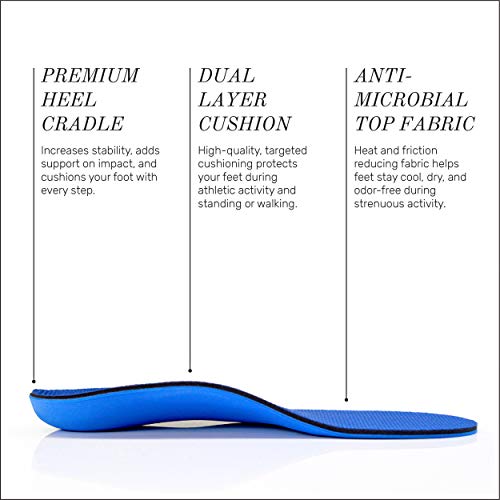 PREMIUM
HEEL
CRADLE
Increases stability, adds
support on impact, and
cushions your foot with
every step.
DUAL
LAYER
CUSHION
High-quality, targeted
cushioning protects
your feet during
athletic activity and
standing or walking.
ANTI-
MICROBIAL
TOP FABRIC
Heat and friction
reducing fabric helps
feet stay cool, dry, and
odor-free during
strenuous activity.